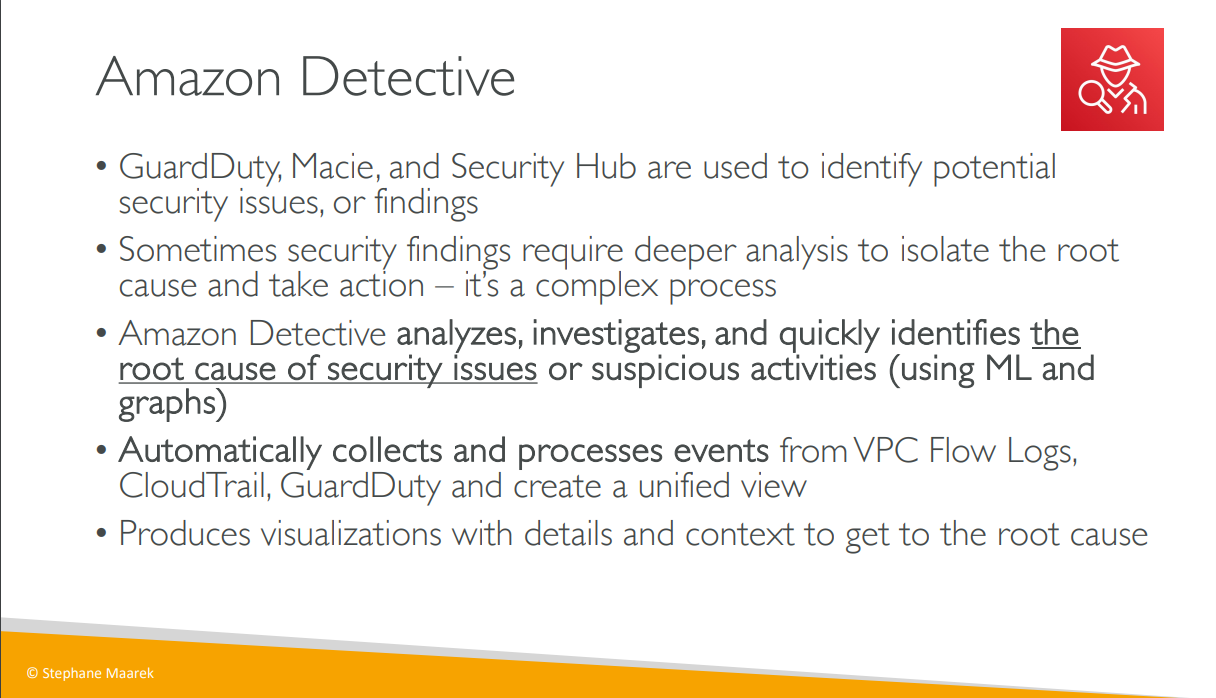 Amazon Detective
• GuardDuty, Macie, and Security Hub are used to identify potential
security issues, or findings
• Sometimes security findings require deeper analysis to isolate the root
cause and take action – it's a complex process
• Amazon Detective analyzes, investigates, and quickly identifies the
root cause of security issues or suspicious activities (using ML and
graphs)
• Automatically collects and processes events from VPC Flow Logs,
CloudTrail, GuardDuty and create a unified view
• Produces visualizations with details and context to get to the root cause
© Stephane Maarek